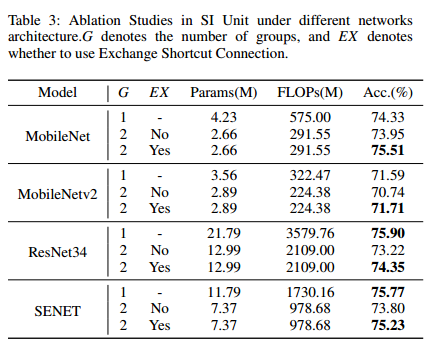 Table 3: Ablation Studies in SI Unit under different networks
architecture.G denotes the number of groups, and EX denotes
whether to use Exchange Shortcut Connection.
Model G EX Params(M) FLOPs(M) Acc.(%)
1 - 4.23 575.00 74.33
MobileNet 2 No 2.66 291.55 73.95
2 Yes 2.66 291.55 75.51
1 - 3.56 322.47 71.59
MobileNetv2 2 No 2.89 224.38 70.74
2 Yes 2.89 224.38 71.71
1 - 21.79 3579.76 75.90
ResNet34 2 No 12.99 2109.00 73.22
2 Yes 12.99 2109.00 74.35
1 - 11.79 1730.16 75.77
SENET 2 No 7.37 978.68 73.80
2 Yes 7.37 978.68 75.23